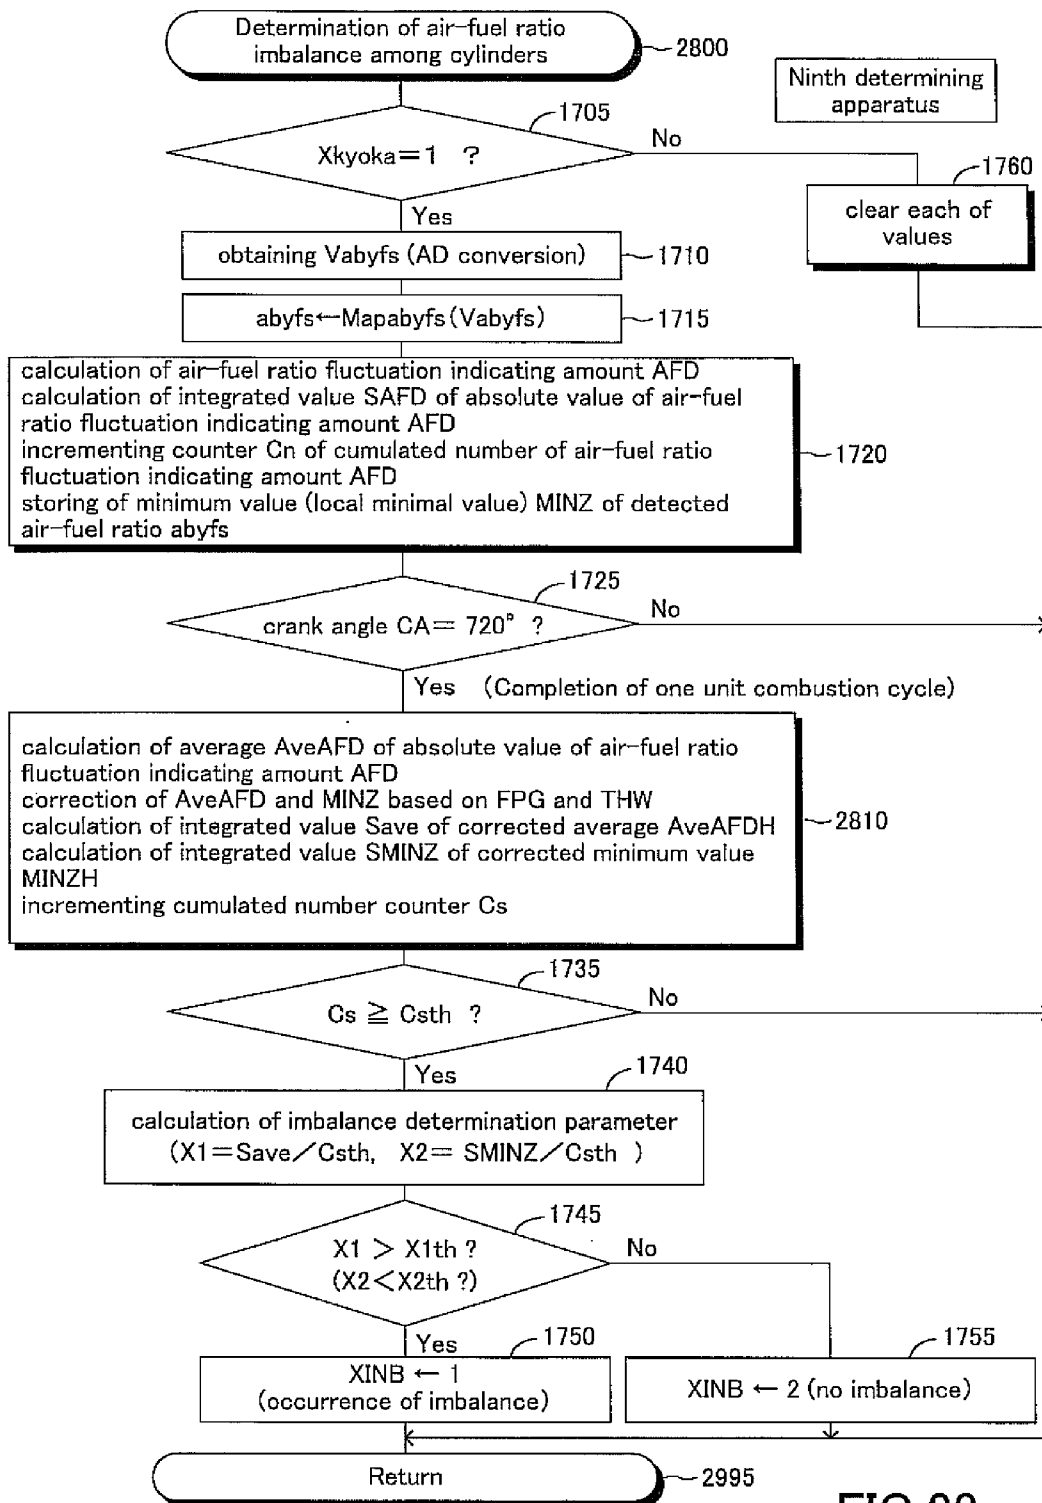 Determination of air-fuel ratio
imbalance among cylinders
2800
Ninth determining
apparatus
1705
Xkyoka=1 ?
No
1760
clear each of
values
Yes
obtaining Vabyfs (AD conversion)
1710
abyfs←Mapabyfs(Vabyfs)
1715
calculation of air-fuel ratio fluctuation indicating amount AFD
calculation of integrated value SAFD of absolute value of air-fuel
ratio fluctuation indicating amount AFD
incrementing counter Cn of cumulated number of air-fuel ratio
fluctuation indicating amount AFD
storing of minimum value (local minimal value) MINZ of detected
air-fuel ratio abyfs
1720
1725
crank angle CA= 720° ?
No
Yes (Completion of one unit combustion cycle)
calculation of average AveAFD of absolute value of air-fuel ratio
fluctuation indicating amount AFD
correction of AveAFD and MINZ based on FPG and THW
calculation of integrated value Save of corrected average AveAFDH
calculation of integrated value SMINZ of corrected minimum value
MINZH
incrementing cumulated number counter Cs
2810
1735
Cs ≧ Csth ?
No
Yes
1740
calculation of imbalance determination parameter
(X1=Save/Csth, X2= SMINZ/Csth )
1745
X1 > X1th ?
(X2<X2th ?)
No
Yes
1750
XINB ← 1
(occurrence of imbalance)
1755
XINB ← 2 (no imbalance)
Return
2995